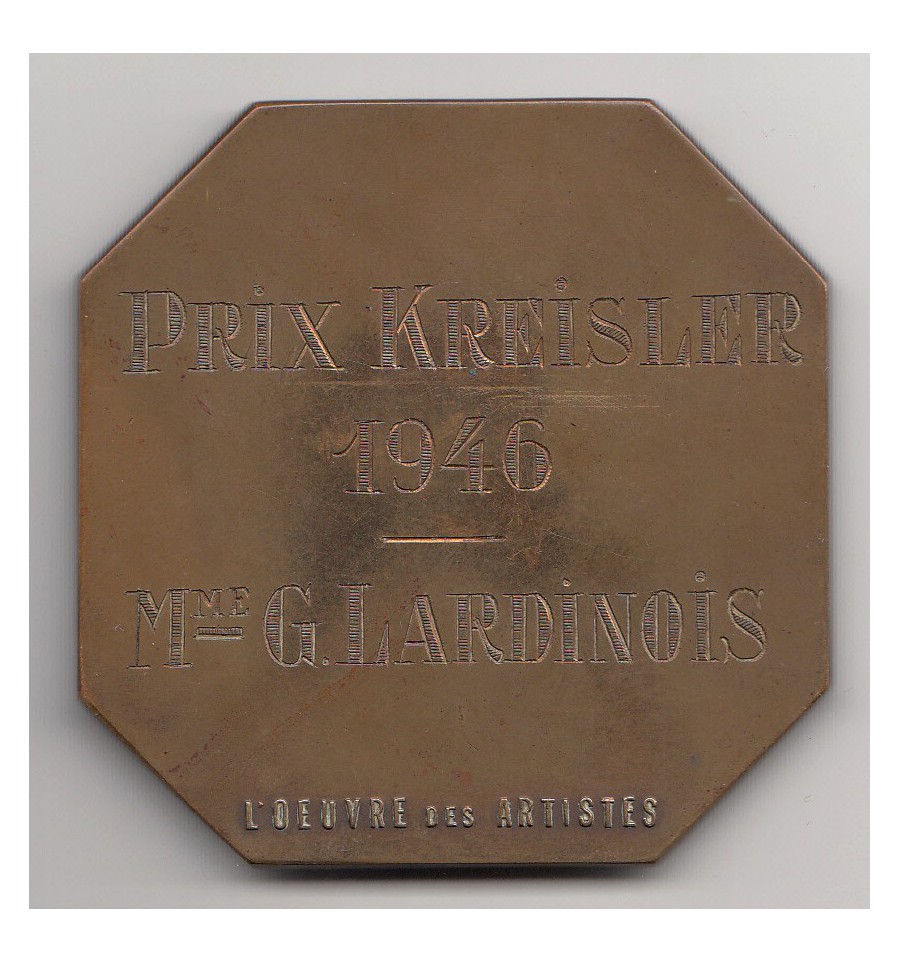 PRIX KREISLER
1946
MME G. LARDINOIS
L'OEUVRE DES ARTISTES